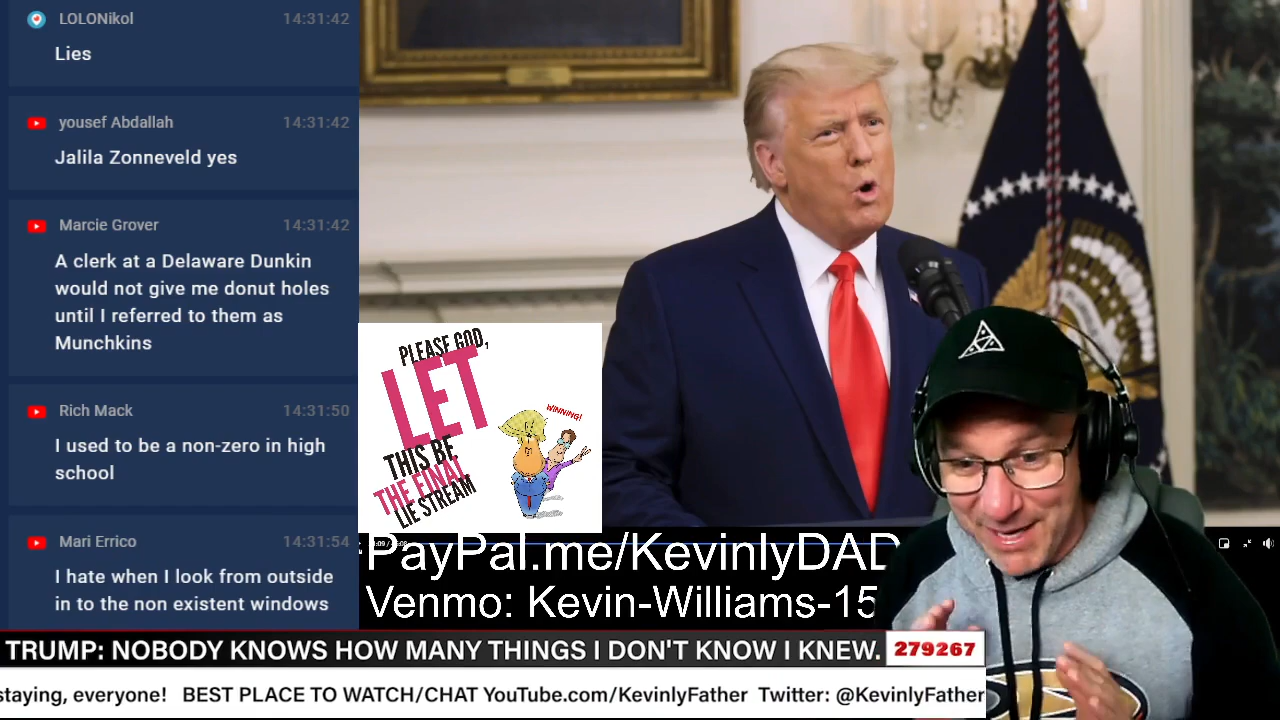 LOLONikol 14:31:42
Lies
yousef Abdallah 14:31:42
Jalila Zonneveld yes
Marcie Grover 14:31:42
A clerk at a Delaware Dunkin
would not give me donut holes
until I referred to them as
Munchkins
Rich Mack 14:31:50
I used to be a non-zero in high
school
Mari Errico 14:31:54
I hate when I look from outside
in to the non existent windows
PLEASE GOD,
LET
THIS BE
THE FINAL
LIE STREAM
WINNING!
PayPal.me/KevinlyDAD
Venmo: Kevin-Williams-15
TRUMP: NOBODY KNOWS HOW MANY THINGS I DON'T KNOW I KNEW. 279267
staying, everyone! BEST PLACE TO WATCH/CHAT YouTube.com/KevinlyFather Twitter: @KevinlyFather